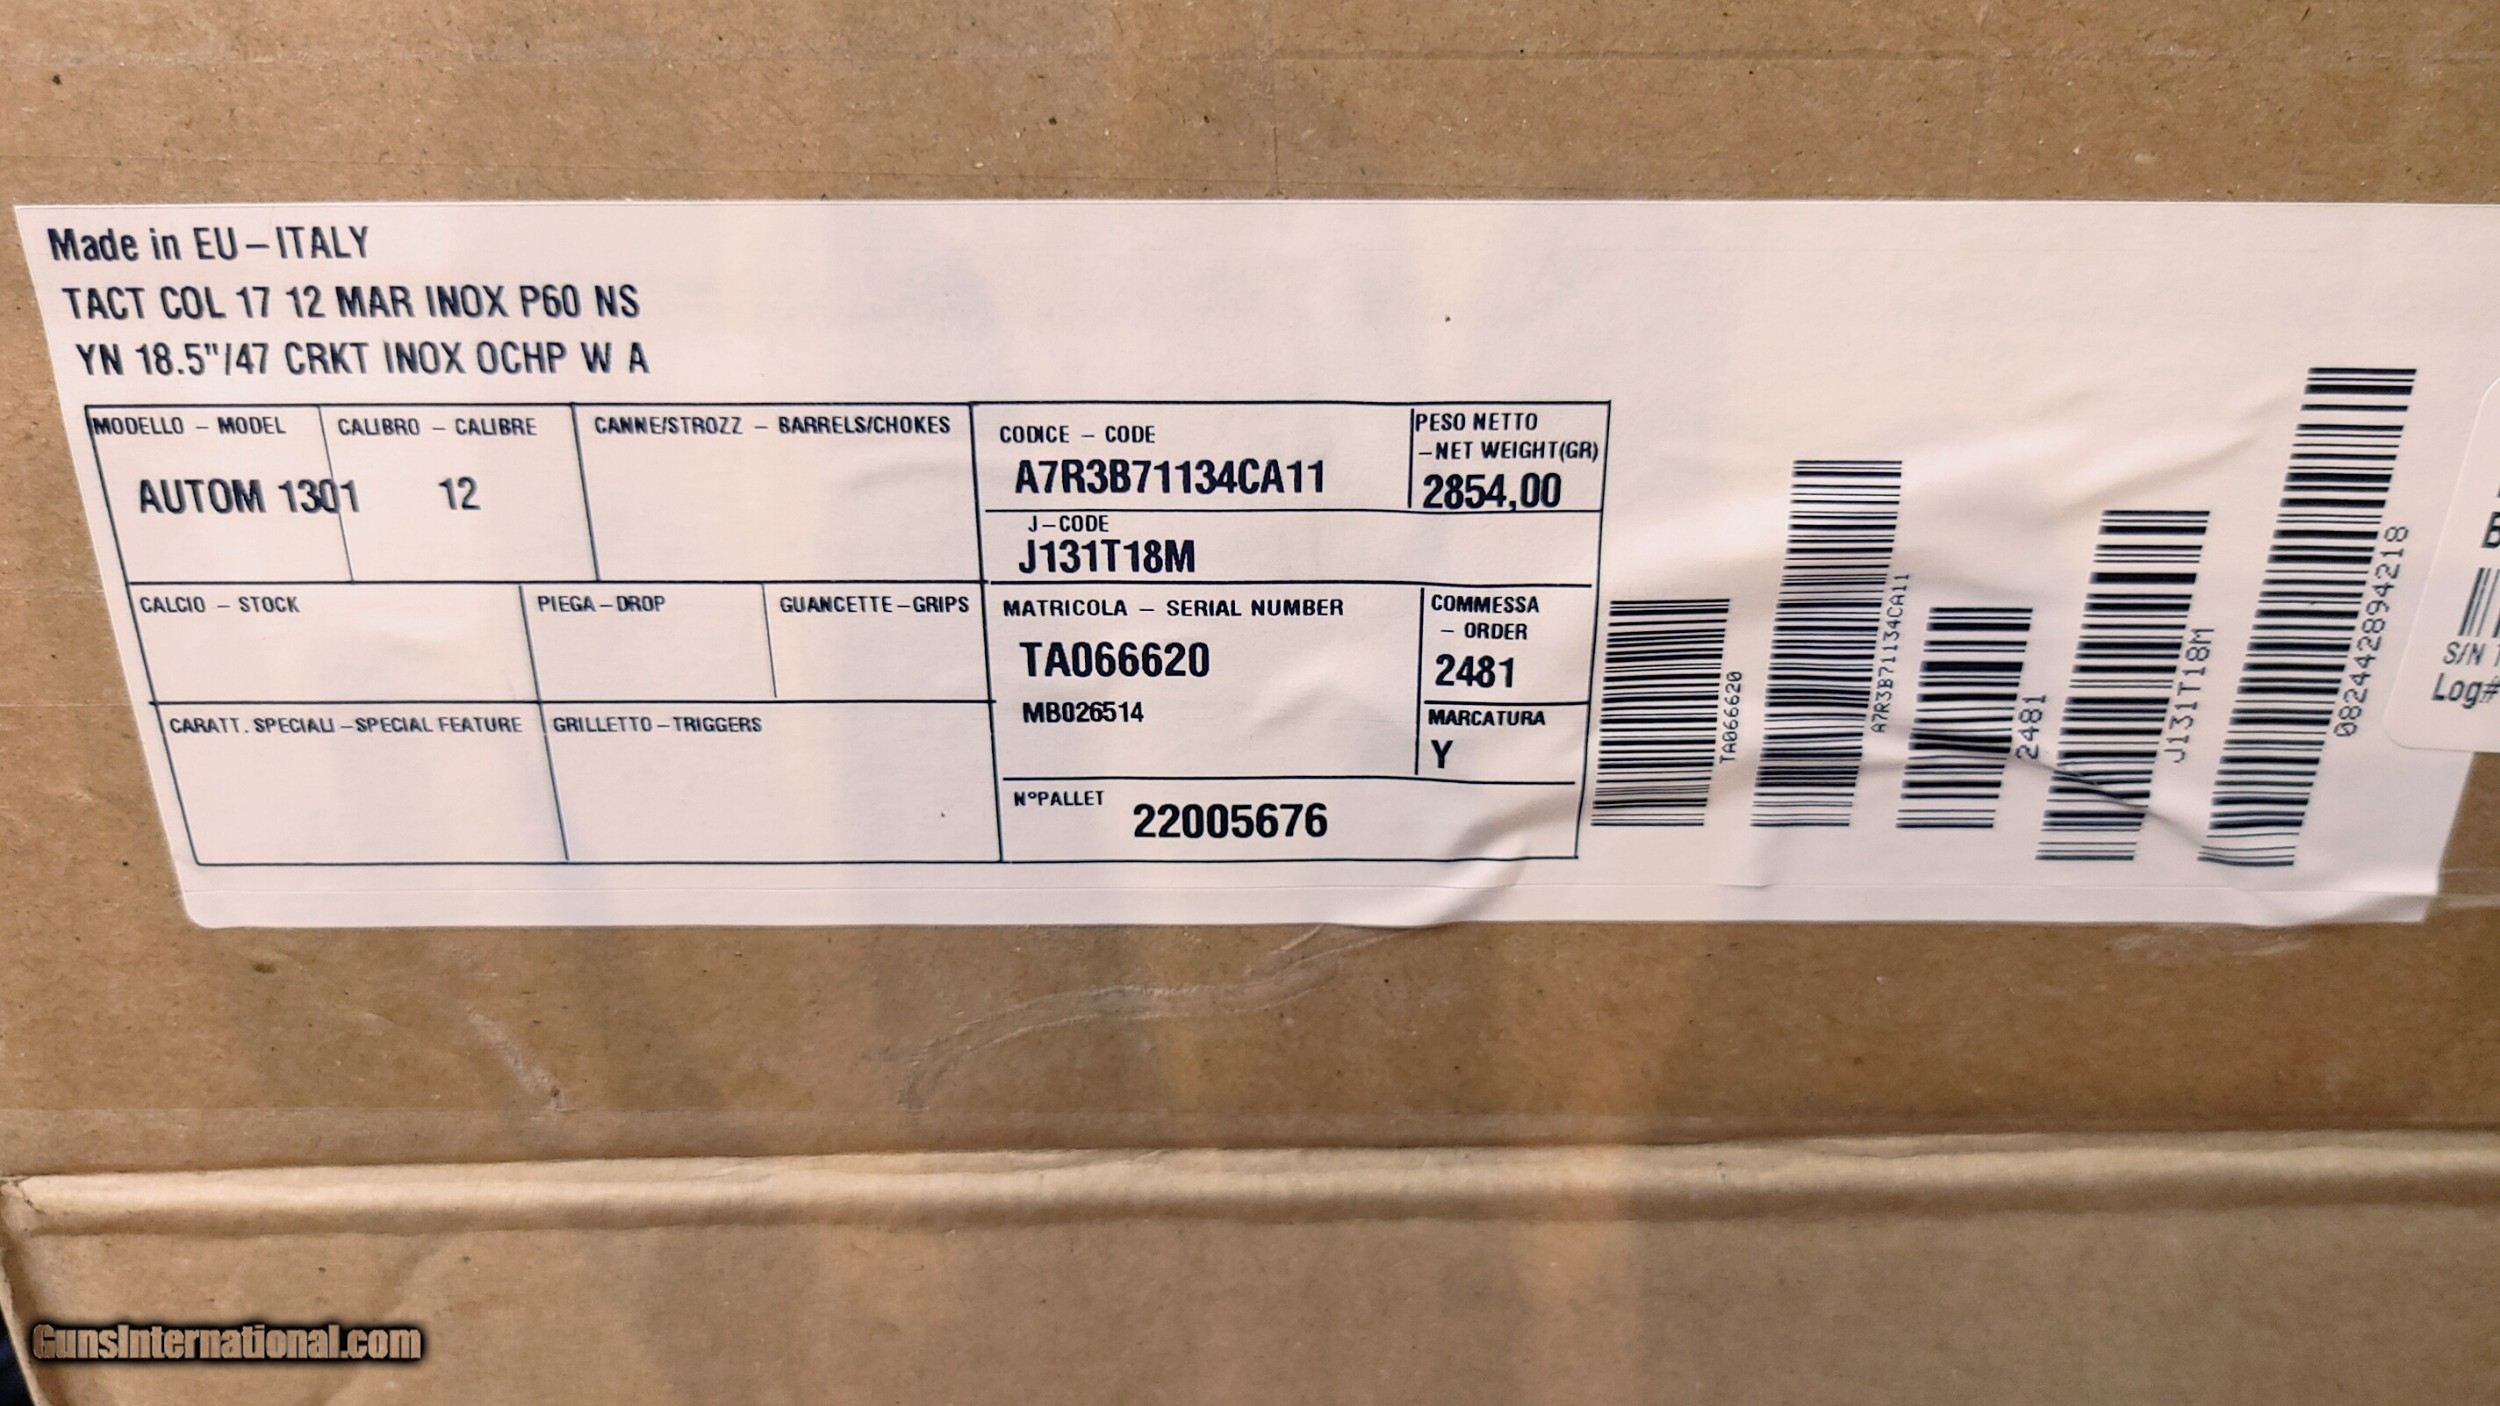 Made in EU-ITALY
TACT COL 17 12 MAR INOX P60 NS
YN 18.5"/47 CRKT INOX OCHP W A
MODELLO - MODEL
AUTOM 1301
CALIBRO - CALIBRE
12
CANNE/STROZZ - BARRELS/CHOKES
CODICE - CODE
A7R3B71134CA11
PESO NETTO
-NET WEIGHT(GR)
2854,00
J-CODE
J131T18M
CALCIO - STOCK
PIEGA-DROP
GUANCETTE-GRIPS
MATRICOLA - SERIAL NUMBER
TA066620
MB026514
COMMESSA
- ORDER
2481
MARCATURA
Y
CARATT. SPECIALI -SPECIAL FEATURE
GRILLETTO-TRIGGERS
N°PALLET
22005676
TA066620
A7R3B71134CA11
2481
J131T18M
082442894218
S/N
Log#
GunsInternational.com